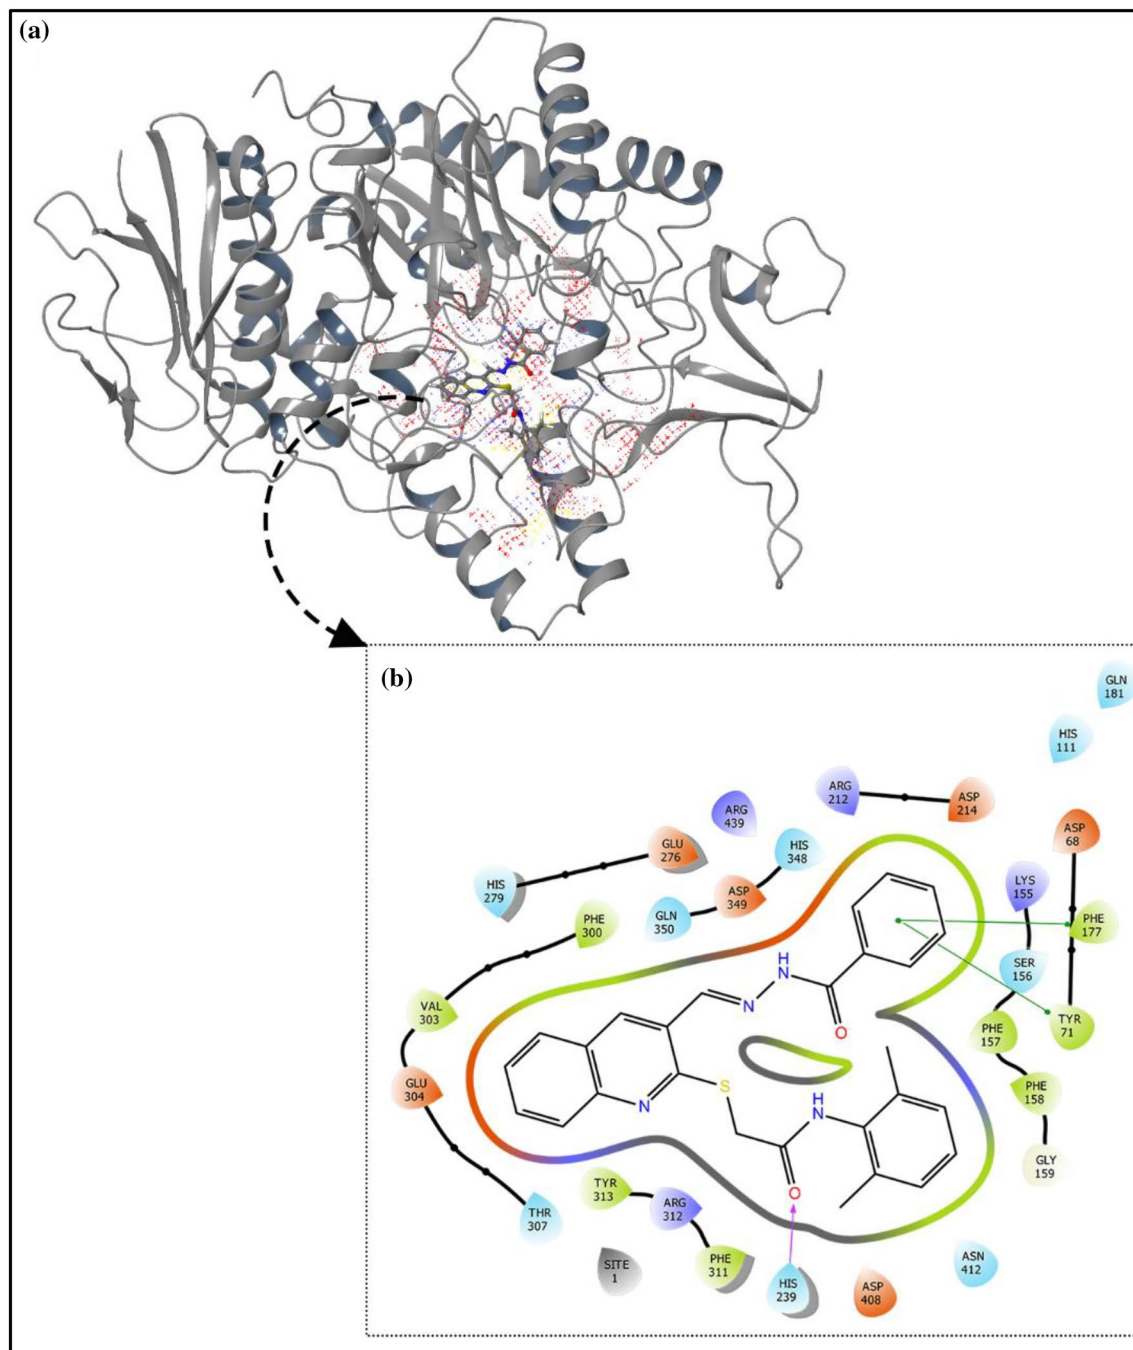 (a)
(b)
GLN
181
HIS
111
ARG
212
ASP
214
ARG
439
ASP
68
GLU
276
HIS
348
HIS
279
ASP
349
LYS
155
GLN
350
PHE
300
PHE
177
SER
156
NH
N
O
VAL
303
PHE
157
TYR
71
GLU
304
PHE
158
S
N
H
N
O
GLY
159
TYR
313
ARG
312
THR
307
PHE
311
SITE
1
HIS
239
ASP
408
ASN
412